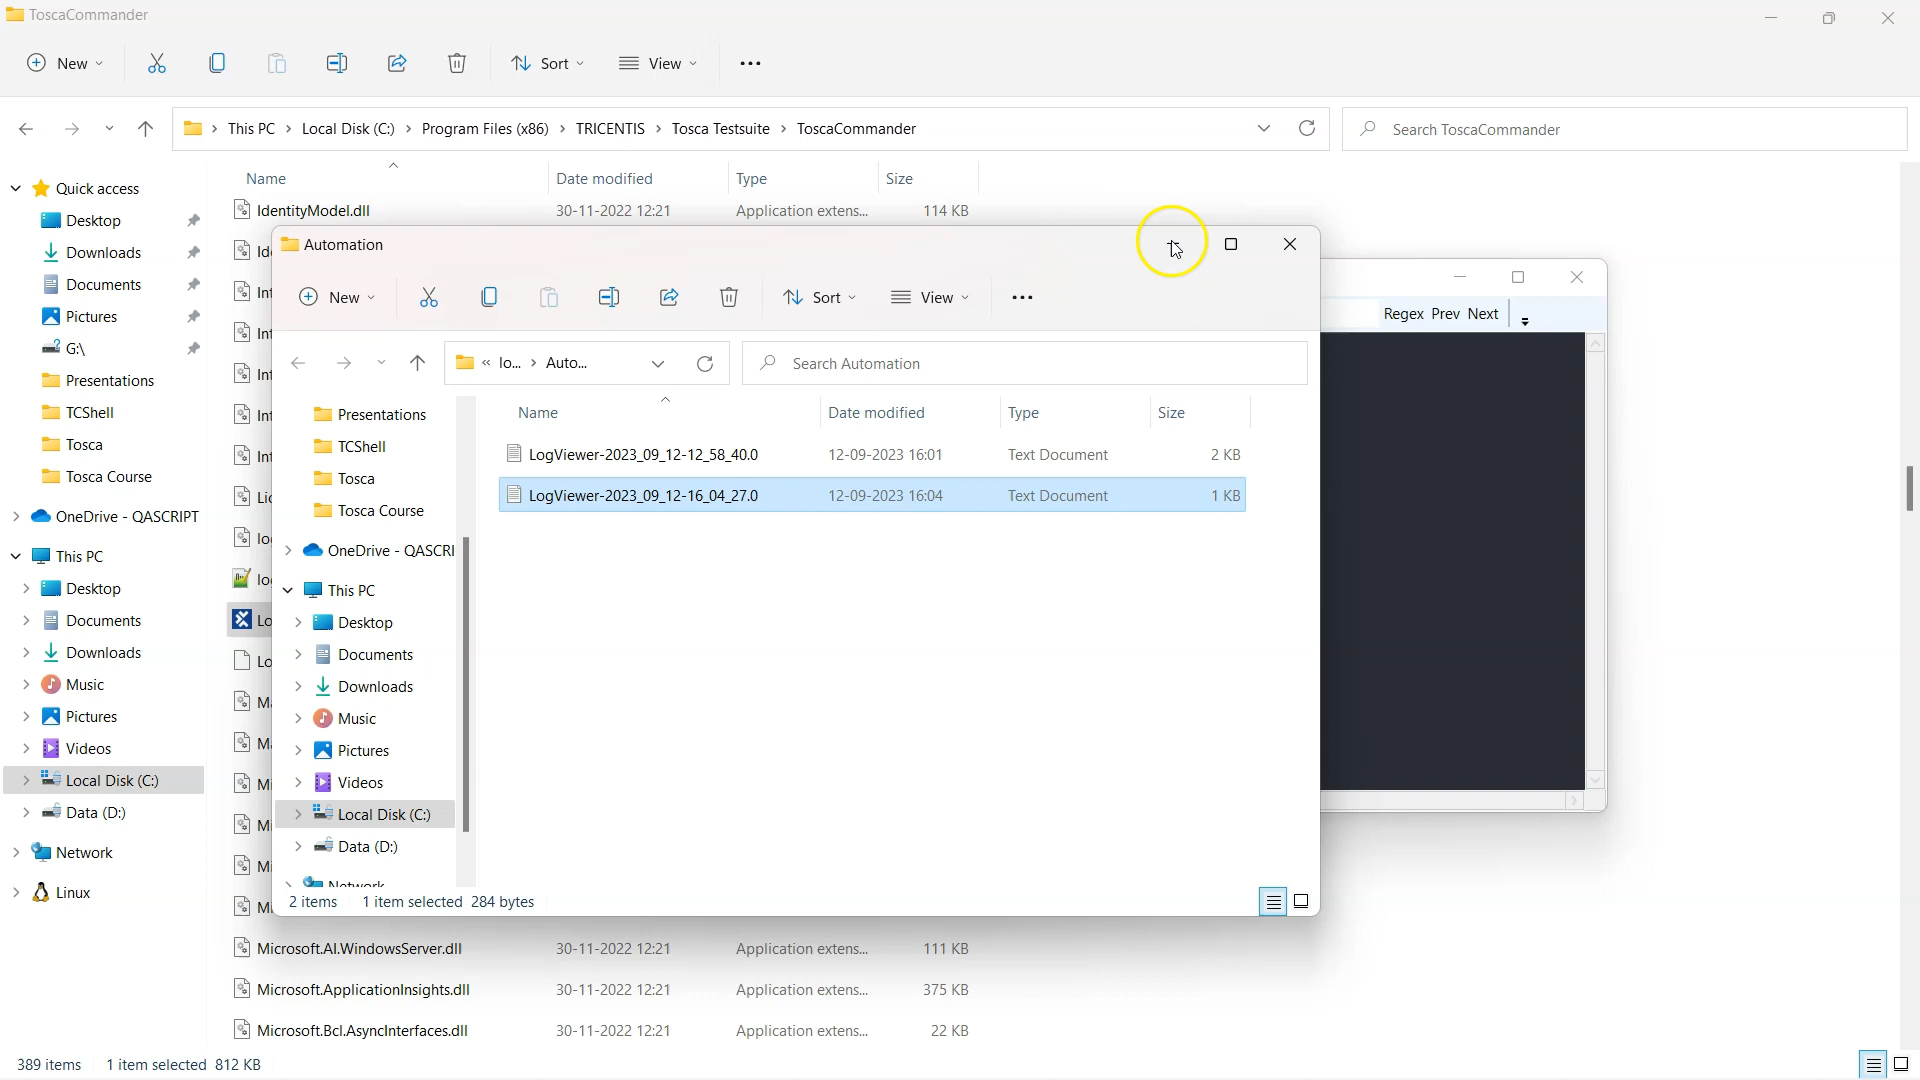 ToscaCommander
New
Sort
View
This PC
Local Disk (C:)
Program Files (x86)
TRICENTIS
Tosca Testsuite
ToscaCommander
Search ToscaCommander
Name
Date modified
Type
Size
Quick access
Desktop
Downloads
Documents
Pictures
G:\
Presentations
TCShell
Tosca
Tosca Course
OneDrive - QASCRIPT
This PC
Desktop
Documents
Downloads
Music
Pictures
Videos
Local Disk (C:)
Data (D:)
Network
Linux
IdentityModel.dll 30-11-2022 12:21 Application extens... 114 KB
Microsoft.AI.WindowsServer.dll 30-11-2022 12:21 Application extens... 111 KB
Microsoft.ApplicationInsights.dll 30-11-2022 12:21 Application extens... 375 KB
Microsoft.Bcl.AsyncInterfaces.dll 30-11-2022 12:21 Application extens... 22 KB
389 items 1 item selected 812 KB
Automation
New
Sort
View
« lo... › Auto...
Search Automation
Name
Date modified
Type
Size
LogViewer-2023_09_12-12_58_40.0 12-09-2023 16:01 Text Document 2 KB
LogViewer-2023_09_12-16_04_27.0 12-09-2023 16:04 Text Document 1 KB
Presentations
TCShell
Tosca
Tosca Course
OneDrive - QASCRI
This PC
Desktop
Documents
Downloads
Music
Pictures
Videos
Local Disk (C:)
Data (D:)
Network
2 items 1 item selected 284 bytes
Regex Prev Next